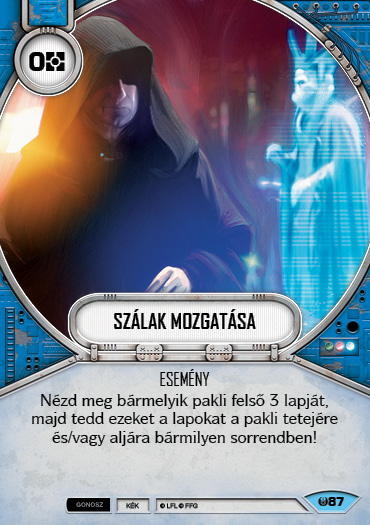 0
SZÁLAK MOZGATÁSA
ESEMÉNY
Nézd meg bármelyik pakli felső 3 lapját,
majd tedd ezeket a lapokat a pakli tetejére
és/vagy aljára bármilyen sorrendben!
GONOSZ KÉK © LFL © FFG 87